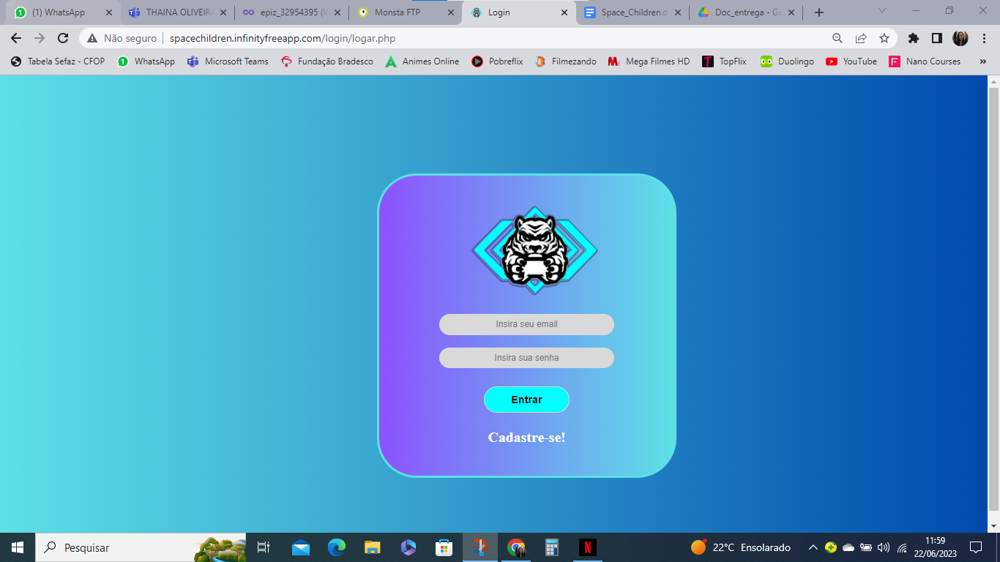 (1) WhatsApp
THAINA OLIVEIRA
epiz_32954395 (
Monsta FTP
Login
Space_Children.d
Doc_entrega - Go
Não seguro
spacechildren.infinityfreeapp.com/login/logar.php
Tabela Sefaz - CFOP
WhatsApp
Microsoft Teams
Fundação Bradesco
Animes Online
Pobreflix
Filmezando
Mega Filmes HD
TopFlix
Duolingo
YouTube
Nano Courses
»
Insira seu email
Insira sua senha
Entrar
Cadastre-se!
Pesquisar
22°C Ensolarado
11:59
22/06/2023